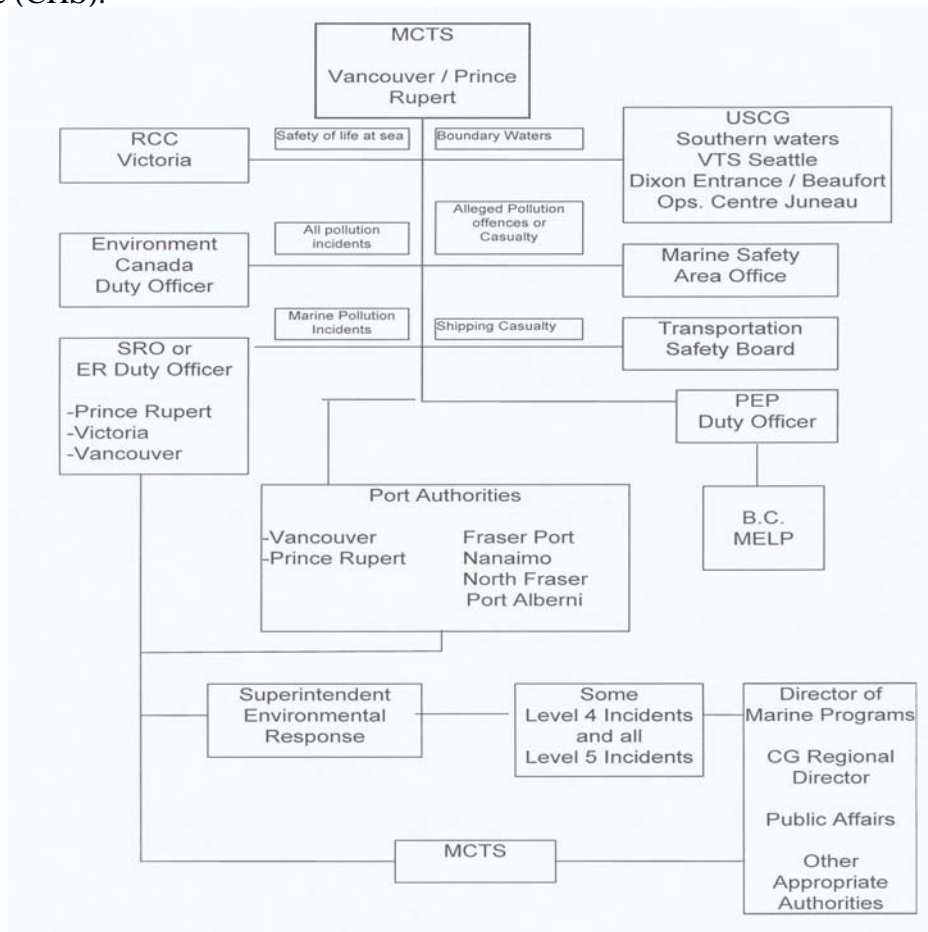 (CHS).
MCTS
Vancouver / Prince
Rupert
Safety of life at sea
Boundary Waters
RCC
Victoria
USCG
Southern waters
VTS Seattle
Dixon Entrance / Beaufort
Ops. Centre Juneau
All pollution
incidents
Alleged Pollution
offences or
Casualty
Environment
Canada
Duty Officer
Marine Safety
Area Office
Marine Pollution
Incidents
Shipping Casualty
SRO or
ER Duty Officer
-Prince Rupert
-Victoria
-Vancouver
Transportation
Safety Board
PEP
Duty Officer
B.C.
MELP
Port Authorities
-Vancouver
-Prince Rupert
Fraser Port
Nanaimo
North Fraser
Port Alberni
Superintendent
Environmental
Response
Some
Level 4 Incidents
and all
Level 5 Incidents
Director of
Marine Programs
CG Regional
Director
Public Affairs
Other
Appropriate
Authorities
MCTS